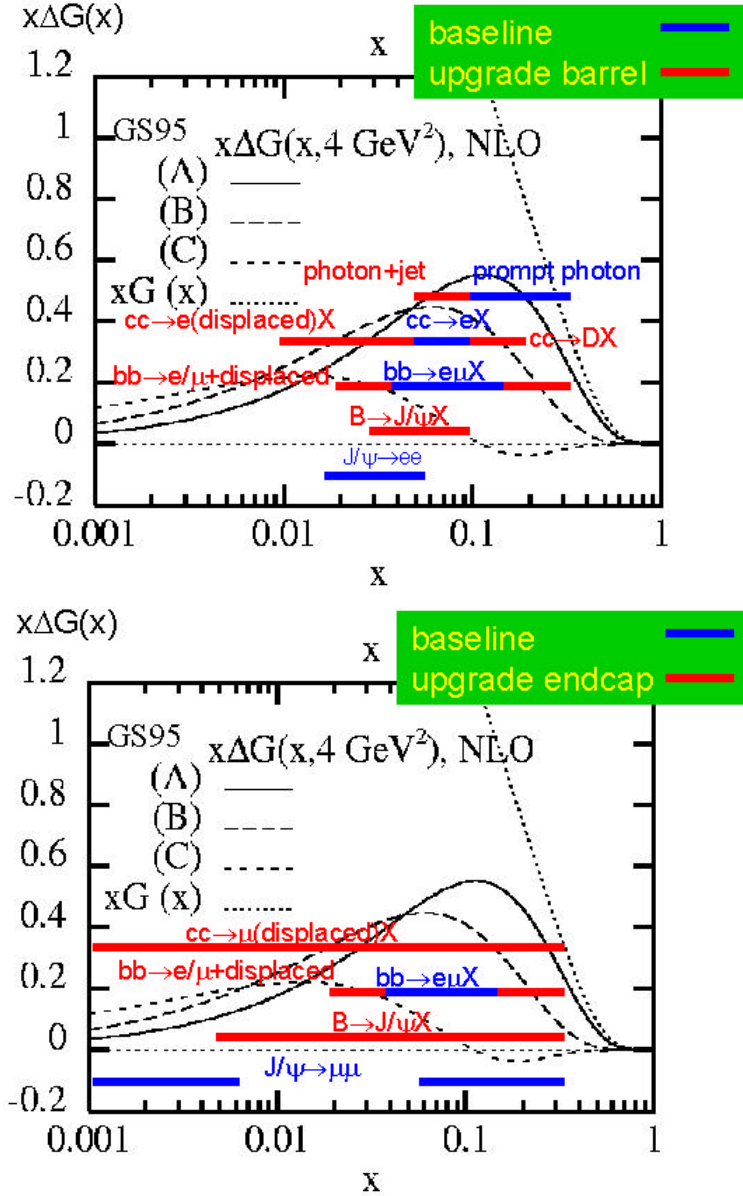 xΔG(x)
x
baseline
upgrade barrel
1.2
1
0.8
0.6
0.4
0.2
0
-0.2
GS95
xΔG(x,4 GeV²), NLO
(A)
(B)
(C)
xG (x)
photon+jet
prompt photon
cc→e(displaced)X
cc→eX
cc→DX
bb→e/μ+displaced
bb→eμX
B→J/ψX
J/ψ→ee
0.001
0.01
0.1
1
x
xΔG(x)
x
baseline
upgrade endcap
1.2
1
0.8
0.6
0.4
0.2
0
-0.2
GS95
xΔG(x,4 GeV²), NLO
(A)
(B)
(C)
xG (x)
cc→μ(displaced)X
bb→e/μ+displaced
bb→eμX
B→J/ψX
J/ψ→μμ
0.001
0.01
0.1
1
x